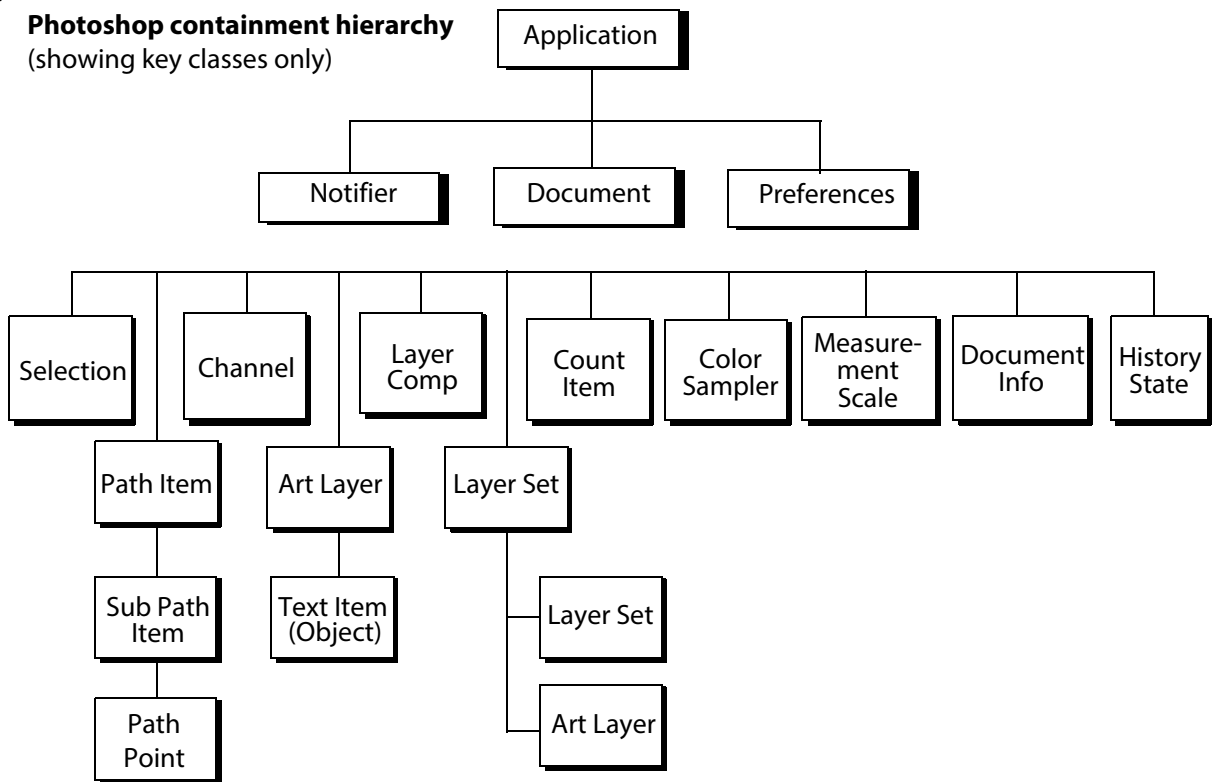 Photoshop containment hierarchy
(showing key classes only)
Application
Notifier
Document
Preferences
Selection
Channel
Layer
Comp
Count
Item
Color
Sampler
Measure-
ment
Scale
Document
Info
History
State
Path Item
Art Layer
Layer Set
Sub Path
Item
Text Item
(Object)
Layer Set
Path
Point
Art Layer